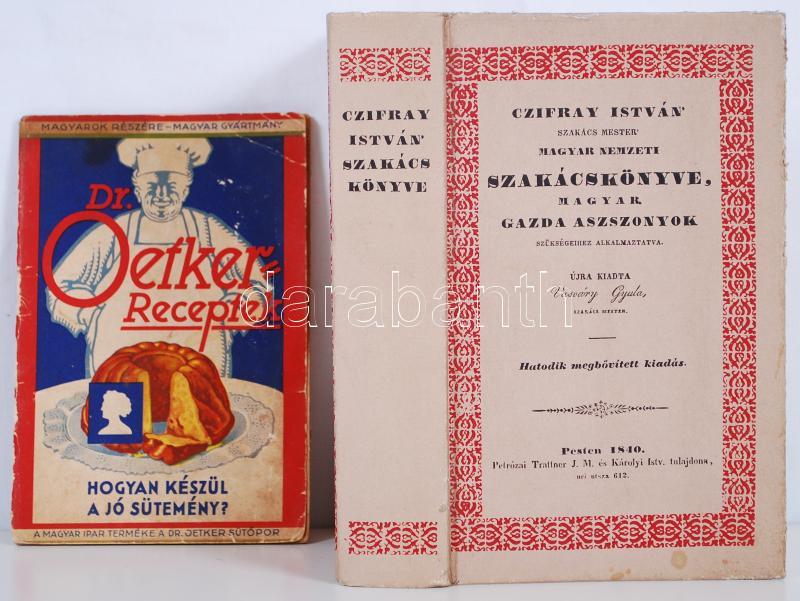 MAGYAROK RÉSZÉRE - MAGYAR GYÁRTMÁNY
Dr.
Oetker-
Receptek
HOGYAN KÉSZÜL
A JÓ SÜTEMÉNY?
A MAGYAR IPAR TERMÉKE A DR. OETKER SÜTŐPOR
CZIFRAY
ISTVÁN'
SZAKÁCS
KÖNYVE
CZIFRAY ISTVÁN'
SZAKÁCS MESTER'
MAGYAR NEMZETI
SZAKÁCSKÖNYVE,
MAGYAR
GAZDA ASZSZONYOK
SZÜKSÉGEIHEZ ALKALMAZTATVA.
ÚJRA KIADTA
Vasváry Gyula,
SZAKÁCS MESTER.
Hatodik megbővített kiadás.
Pesten 1840.
Petrózai Trattner J. M. és Károlyi Istv. tulajdona,
uri utsza 612.
darabanth